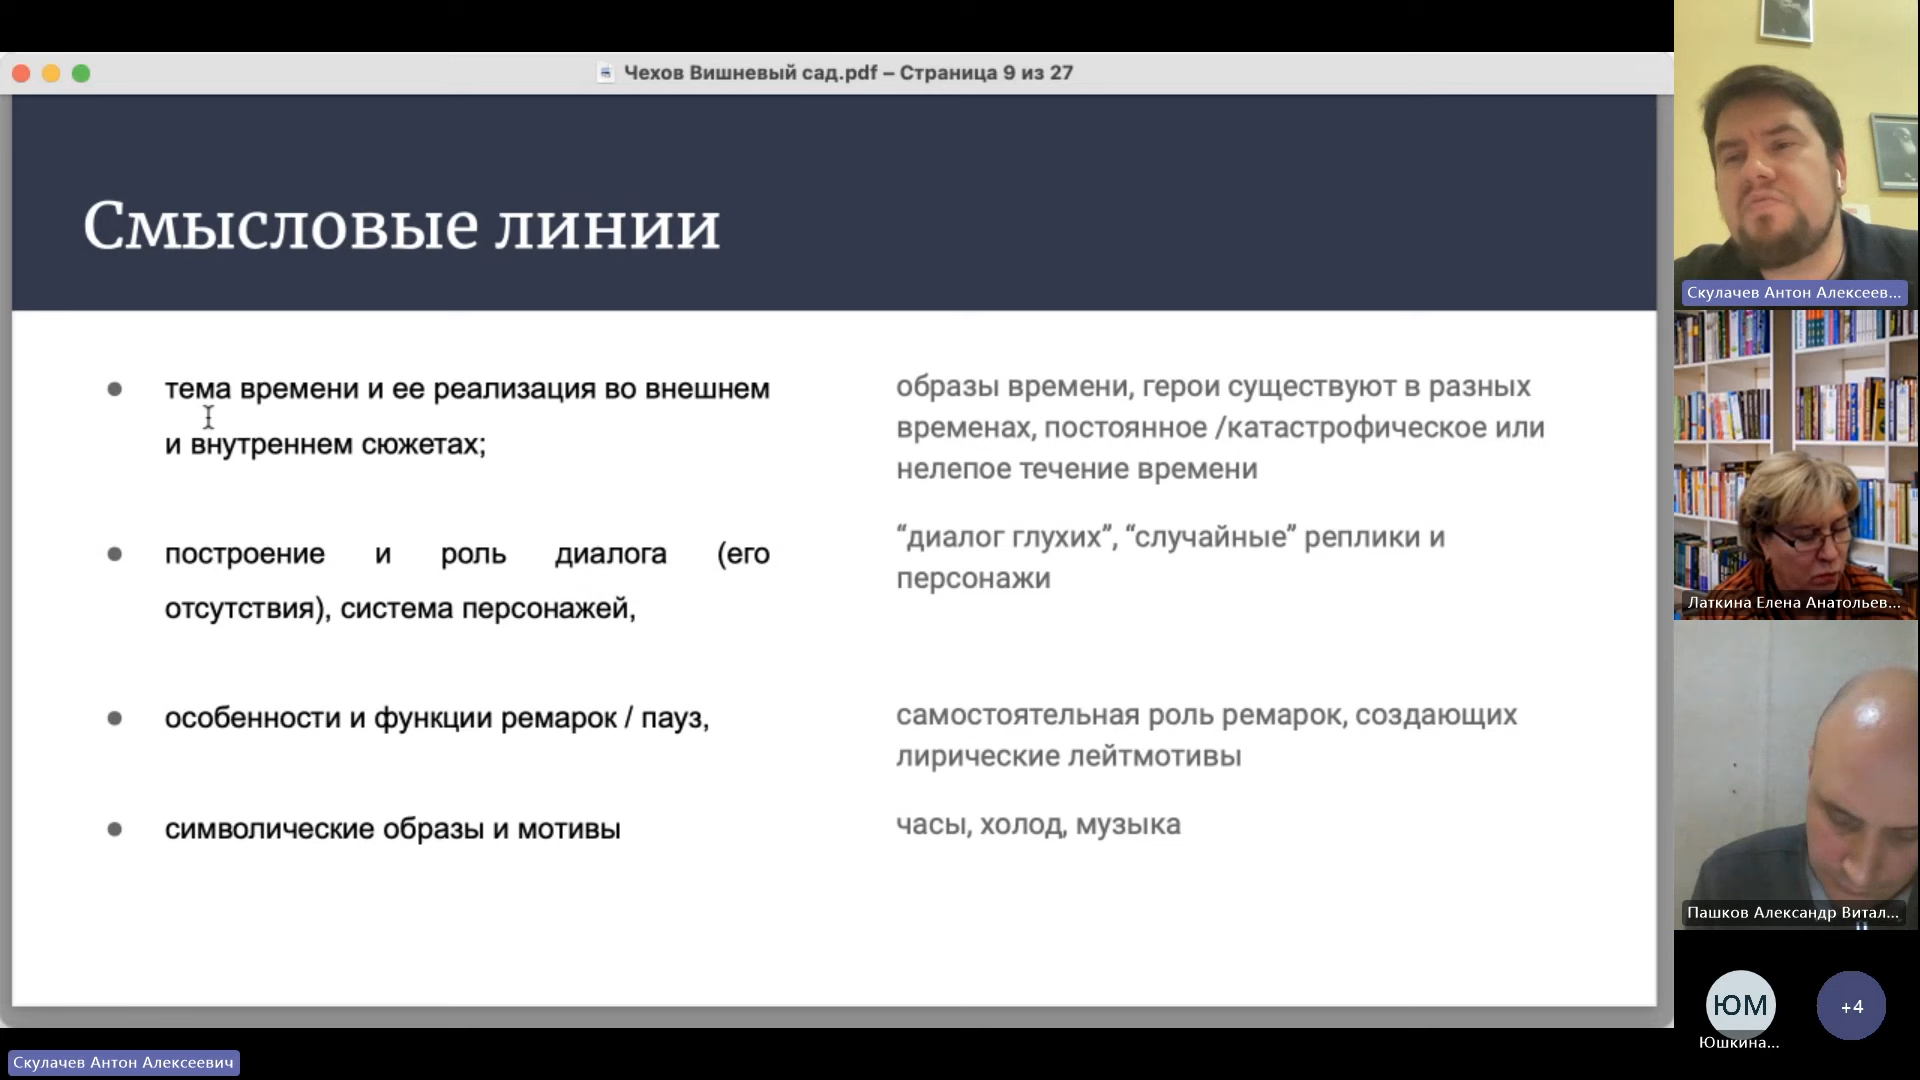 Чехов Вишневый сад.pdf – Страница 9 из 27
Смысловые линии
тема времени и ее реализация во внешнем
и внутреннем сюжетах;
образы времени, герои существуют в разных
временах, постоянное /катастрофическое или
нелепое течение времени
построение и роль диалога (его
отсутствия), система персонажей,
“диалог глухих”, “случайные” реплики и
персонажи
особенности и функции ремарок / пауз,
самостоятельная роль ремарок, создающих
лирические лейтмотивы
символические образы и мотивы
часы, холод, музыка
Скулачев Антон Алексеев...
Латкина Елена Анатольев...
Пашков Александр Витал...
ЮМ
+4
Юшкина...
Скулачев Антон Алексеевич